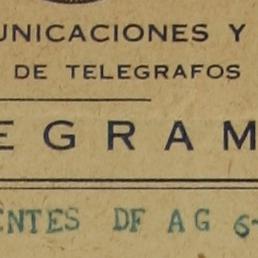 UNICACIONES Y
DE TELEGRAFOS
EGRAM
ENTES DF AG 6-